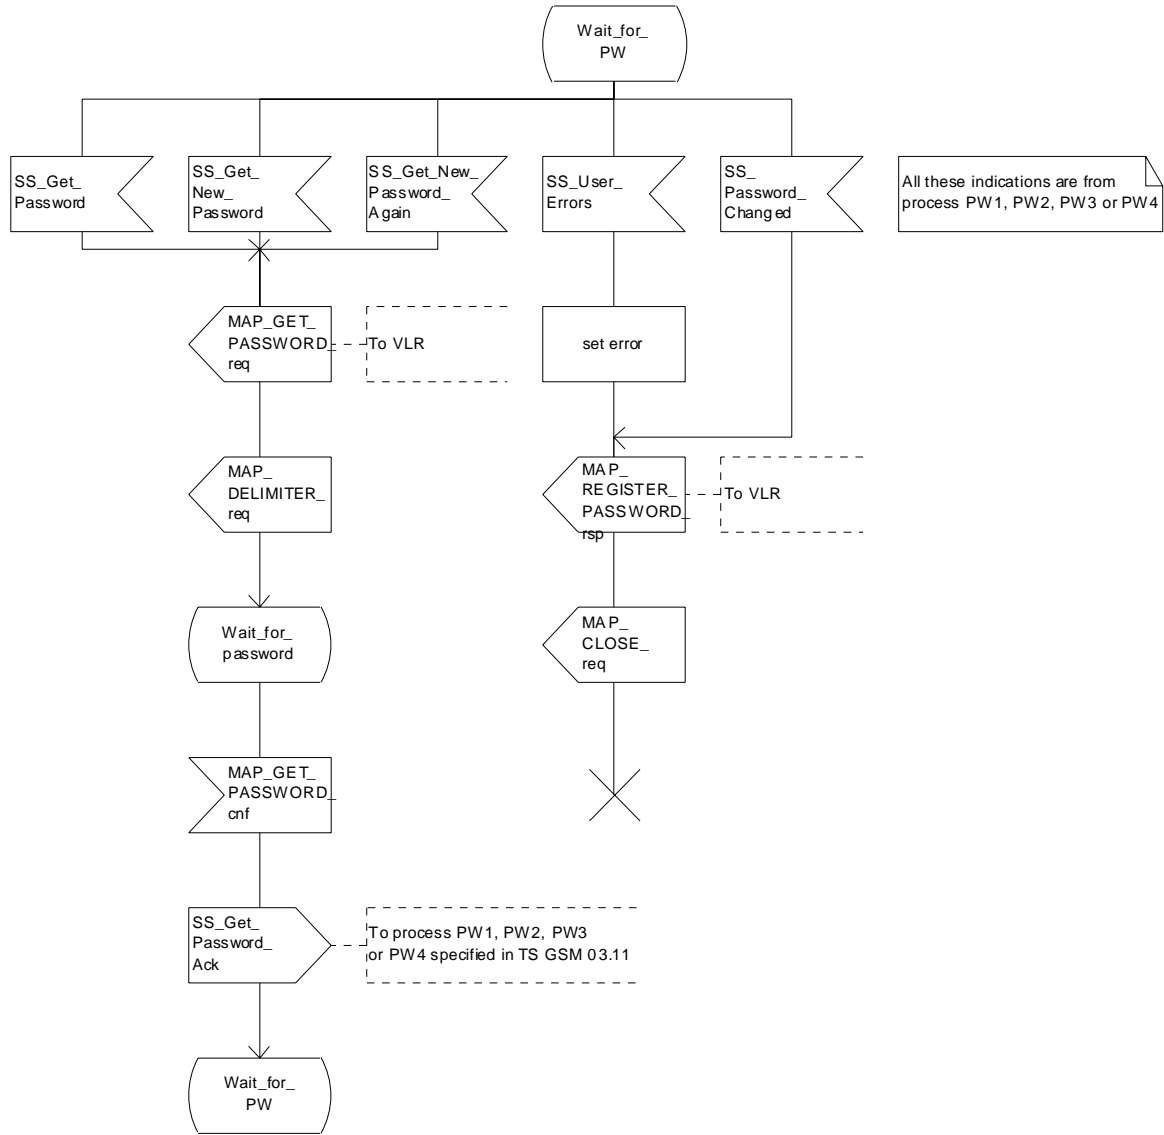 Wait_for_
PW
SS_Get_
Password
SS_Get_
New_
Password
SS_Get_New_
Password_
Again
SS_User_
Errors
SS_
Password_
Changed
All these indications are from
process PW1, PW2, PW3 or PW4
MAP_GET_
PASSWORD_
req
To VLR
set error
MAP_
DELIMITER_
req
MAP_
REGISTER_
PASSWORD_
rsp
To VLR
Wait_for_
password
MAP_
CLOSE_
req
MAP_GET_
PASSWORD_
cnf
SS_Get_
Password_
Ack
To process PW1, PW2, PW3
or PW4 specified in TS GSM 03.11
Wait_for_
PW